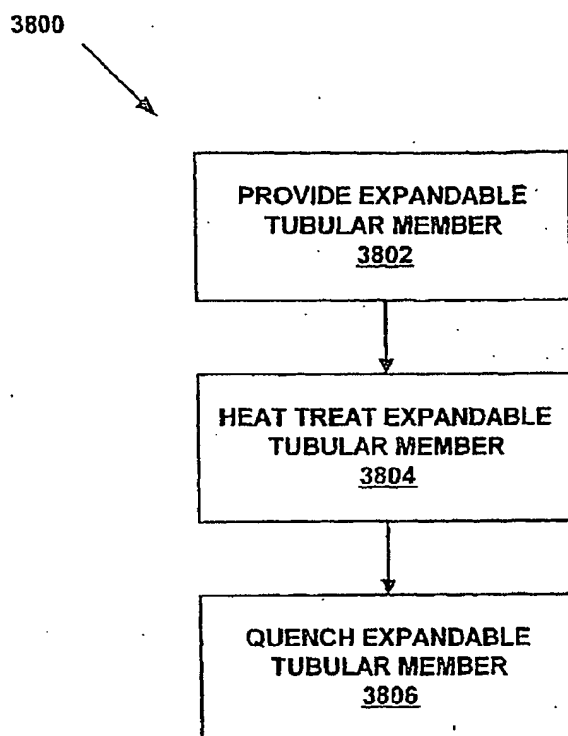 3800
PROVIDE EXPANDABLE
TUBULAR MEMBER
3802
HEAT TREAT EXPANDABLE
TUBULAR MEMBER
3804
QUENCH EXPANDABLE
TUBULAR MEMBER
3806